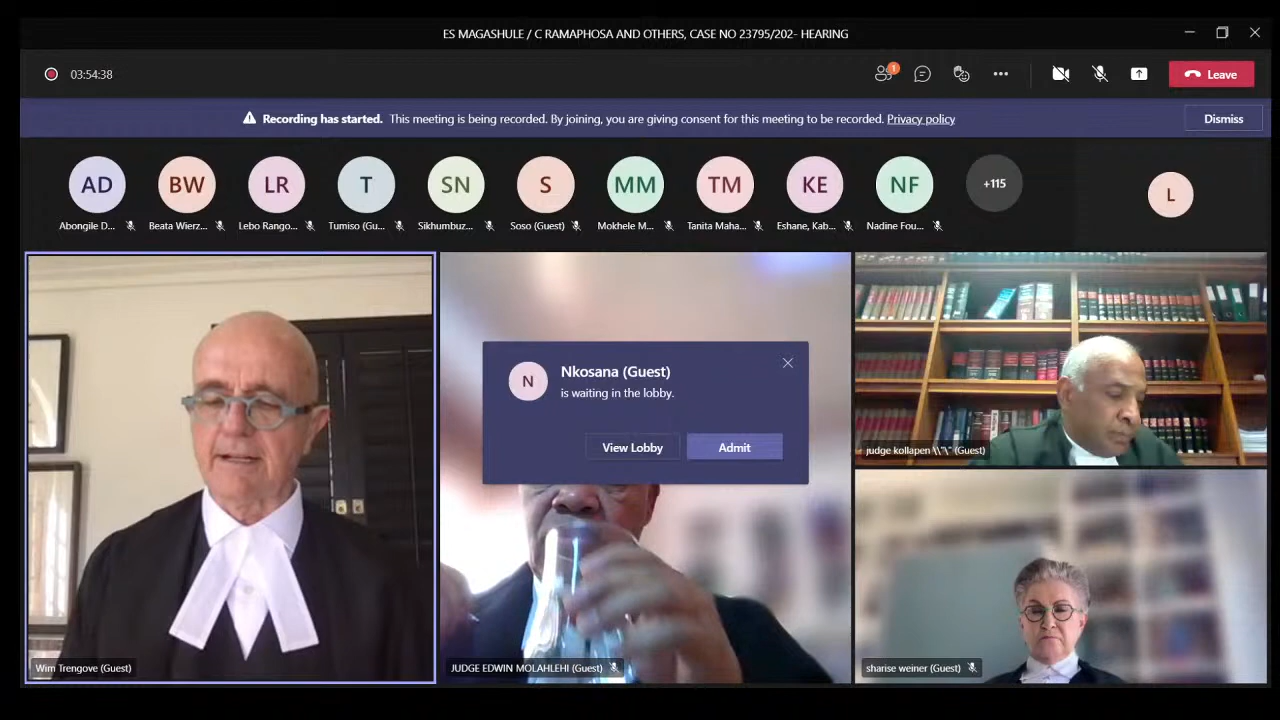 ES MAGASHULE / C RAMAPHOSA AND OTHERS, CASE NO 23795/202- HEARING
03:54:38
1
Leave
Recording has started. This meeting is being recorded. By joining, you are giving consent for this meeting to be recorded. Privacy policy
Dismiss
AD BW LR T SN S MM TM KE NF +115 L
Abongile D... Beata Wierz... Lebo Rango... Tumiso (Gu... Sikhumbuz... Soso (Guest) Mokhele M... Tanita Maha... Eshane, Kab... Nadine Fou...
N
Nkosana (Guest)
is waiting in the lobby.
View Lobby
Admit
judge kollapen \\"\" (Guest)
Wim Trengove (Guest)
JUDGE EDWIN MOLAHLEHI (Guest)
sharise weiner (Guest)